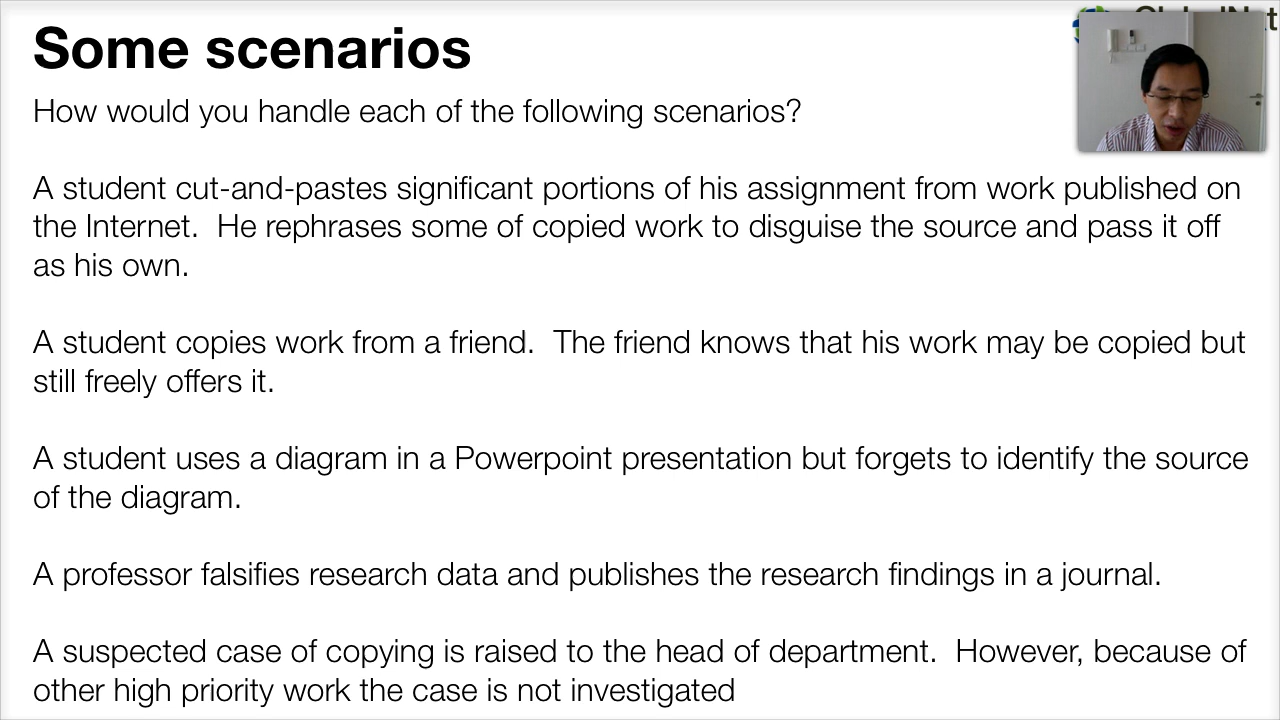 Some scenarios
How would you handle each of the following scenarios?
A student cut-and-pastes significant portions of his assignment from work published on
the Internet.  He rephrases some of copied work to disguise the source and pass it off
as his own.
A student copies work from a friend.  The friend knows that his work may be copied but
still freely offers it.
A student uses a diagram in a Powerpoint presentation but forgets to identify the source
of the diagram.
A professor falsifies research data and publishes the research findings in a journal.
A suspected case of copying is raised to the head of department.  However, because of
other high priority work the case is not investigated